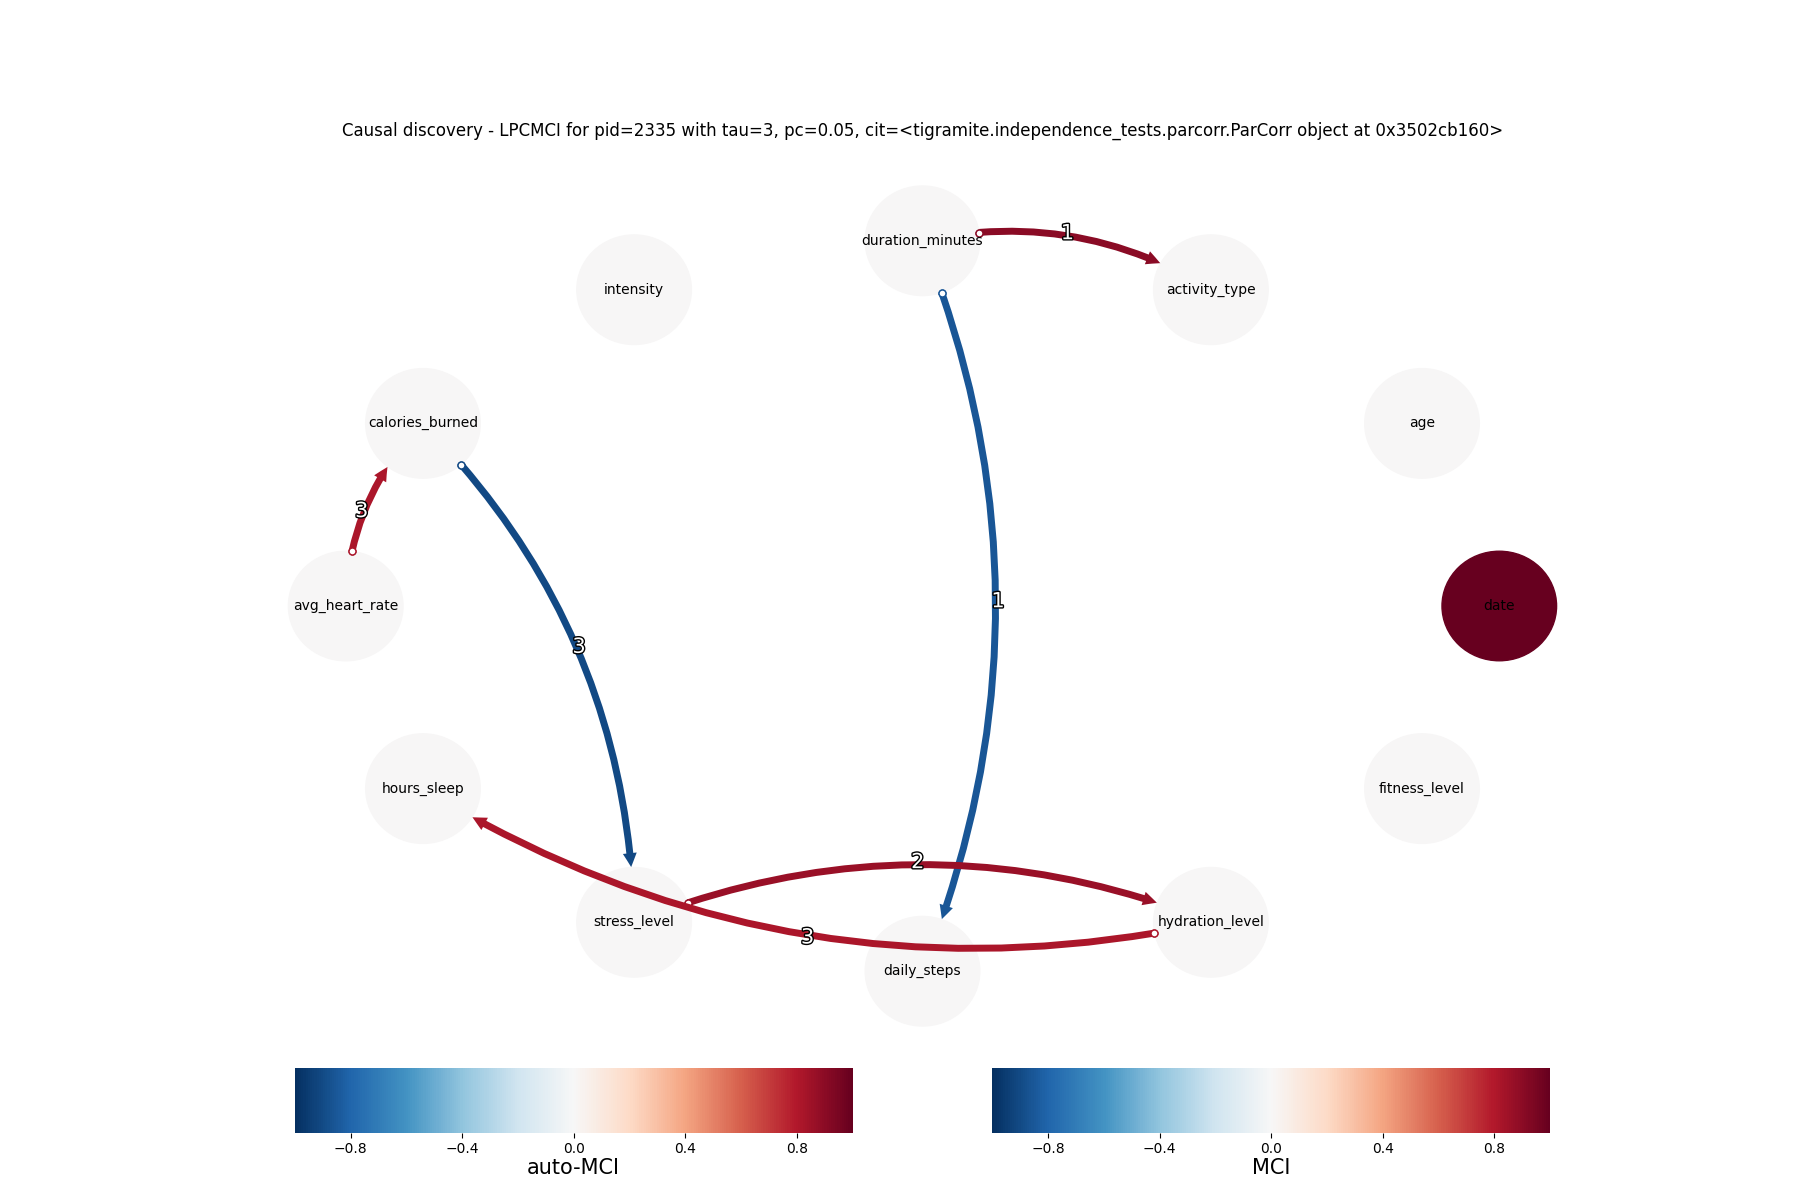 Causal discovery - LPCMCI for pid=2335 with tau=3, pc=0.05, cit=<tigramite.independence_tests.parcorr.ParCorr object at 0x3502cb160>
duration_minutes
1
intensity
activity_type
calories_burned
age
3
avg_heart_rate
1
date
3
hours_sleep
fitness_level
2
stress_level
hydration_level
3
daily_steps
−0.8 −0.4 0.0 0.4 0.8
auto-MCI
−0.8 −0.4 0.0 0.4 0.8
MCI